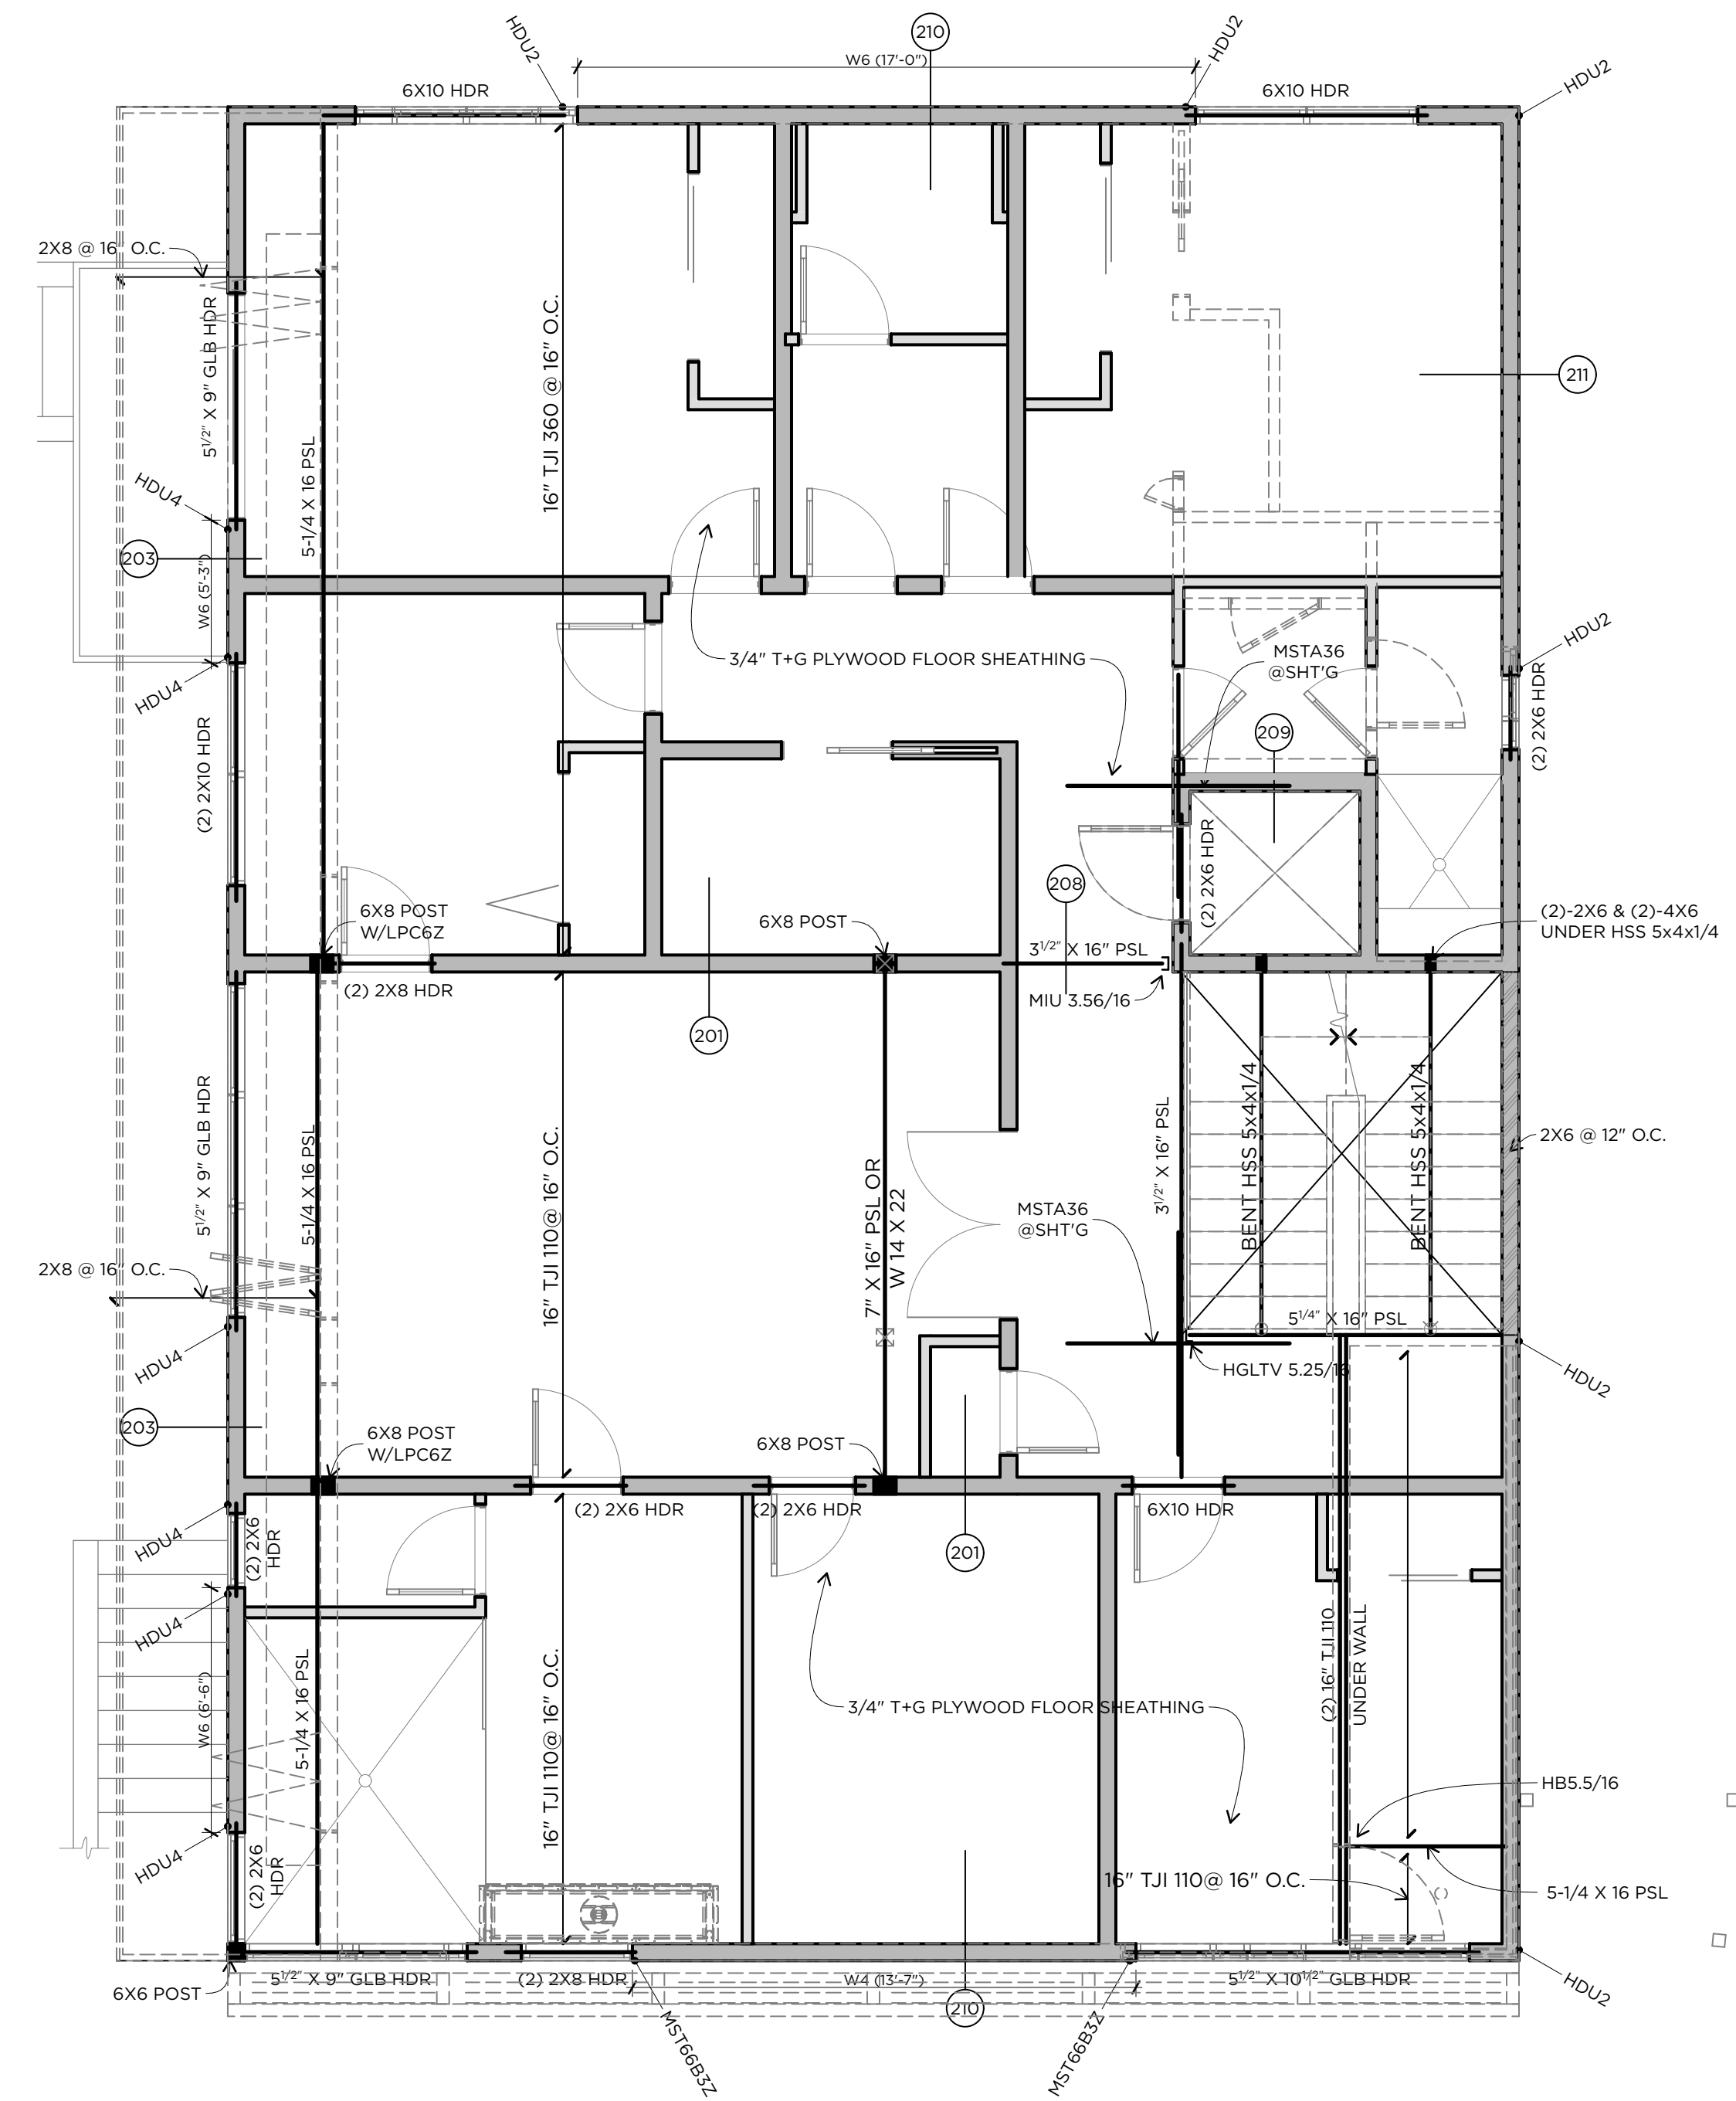 HDU2
210
HDU2
W6 (17'-0")
HDU2
6X10 HDR
6X10 HDR
2X8 @ 16" O.C.
5 1/2" X 9" GLB HDR
16" TJI 360 @ 16" O.C.
211
5-1/4 X 16 PSL
HDU4
203
W6 (5'-3")
HDU4
3/4" T+G PLYWOOD FLOOR SHEATHING
MSTA36
@SHT'G
HDU2
(2) 2X6 HDR
209
(2) 2X10 HDR
(2) 2X6 HDR
208
6X8 POST
W/LPC6Z
6X8 POST
(2)-2X6 & (2)-4X6
UNDER HSS 5x4x1/4
3 1/2" X 16" PSL
(2) 2X8 HDR
MIU 3.56/16
201
5 1/2" X 9" GLB HDR
5-1/4 X 16 PSL
16" TJI 110@ 16" O.C.
7" X 16" PSL OR
W 14 X 22
3 1/2" X 16" PSL
BENT HSS 5x4x1/4
BENT HSS 5x4x1/4
2X6 @ 12" O.C.
MSTA36
@SHT'G
2X8 @ 16" O.C.
5 1/4" X 16" PSL
HDU4
HGLTV 5.25/16
HDU2
203
6X8 POST
W/LPC6Z
6X8 POST
(2) 2X6 HDR
(2) 2X6 HDR
6X10 HDR
HDU4
(2) 2X6
HDR
201
HDU4
W6 (6'-6")
5-1/4 X 16 PSL
16" TJI 110@ 16" O.C.
3/4" T+G PLYWOOD FLOOR SHEATHING
(2) 16" TJI 110
UNDER WALL
HB5.5/16
HDU4
(2) 2X6
HDR
16" TJI 110@ 16" O.C.
5-1/4 X 16 PSL
6X6 POST
5 1/2" X 9" GLB HDR
(2) 2X8 HDR
W4 (13'-7")
5 1/2" X 10 1/2" GLB HDR
HDU2
210
MST66B3Z
MST66B3Z